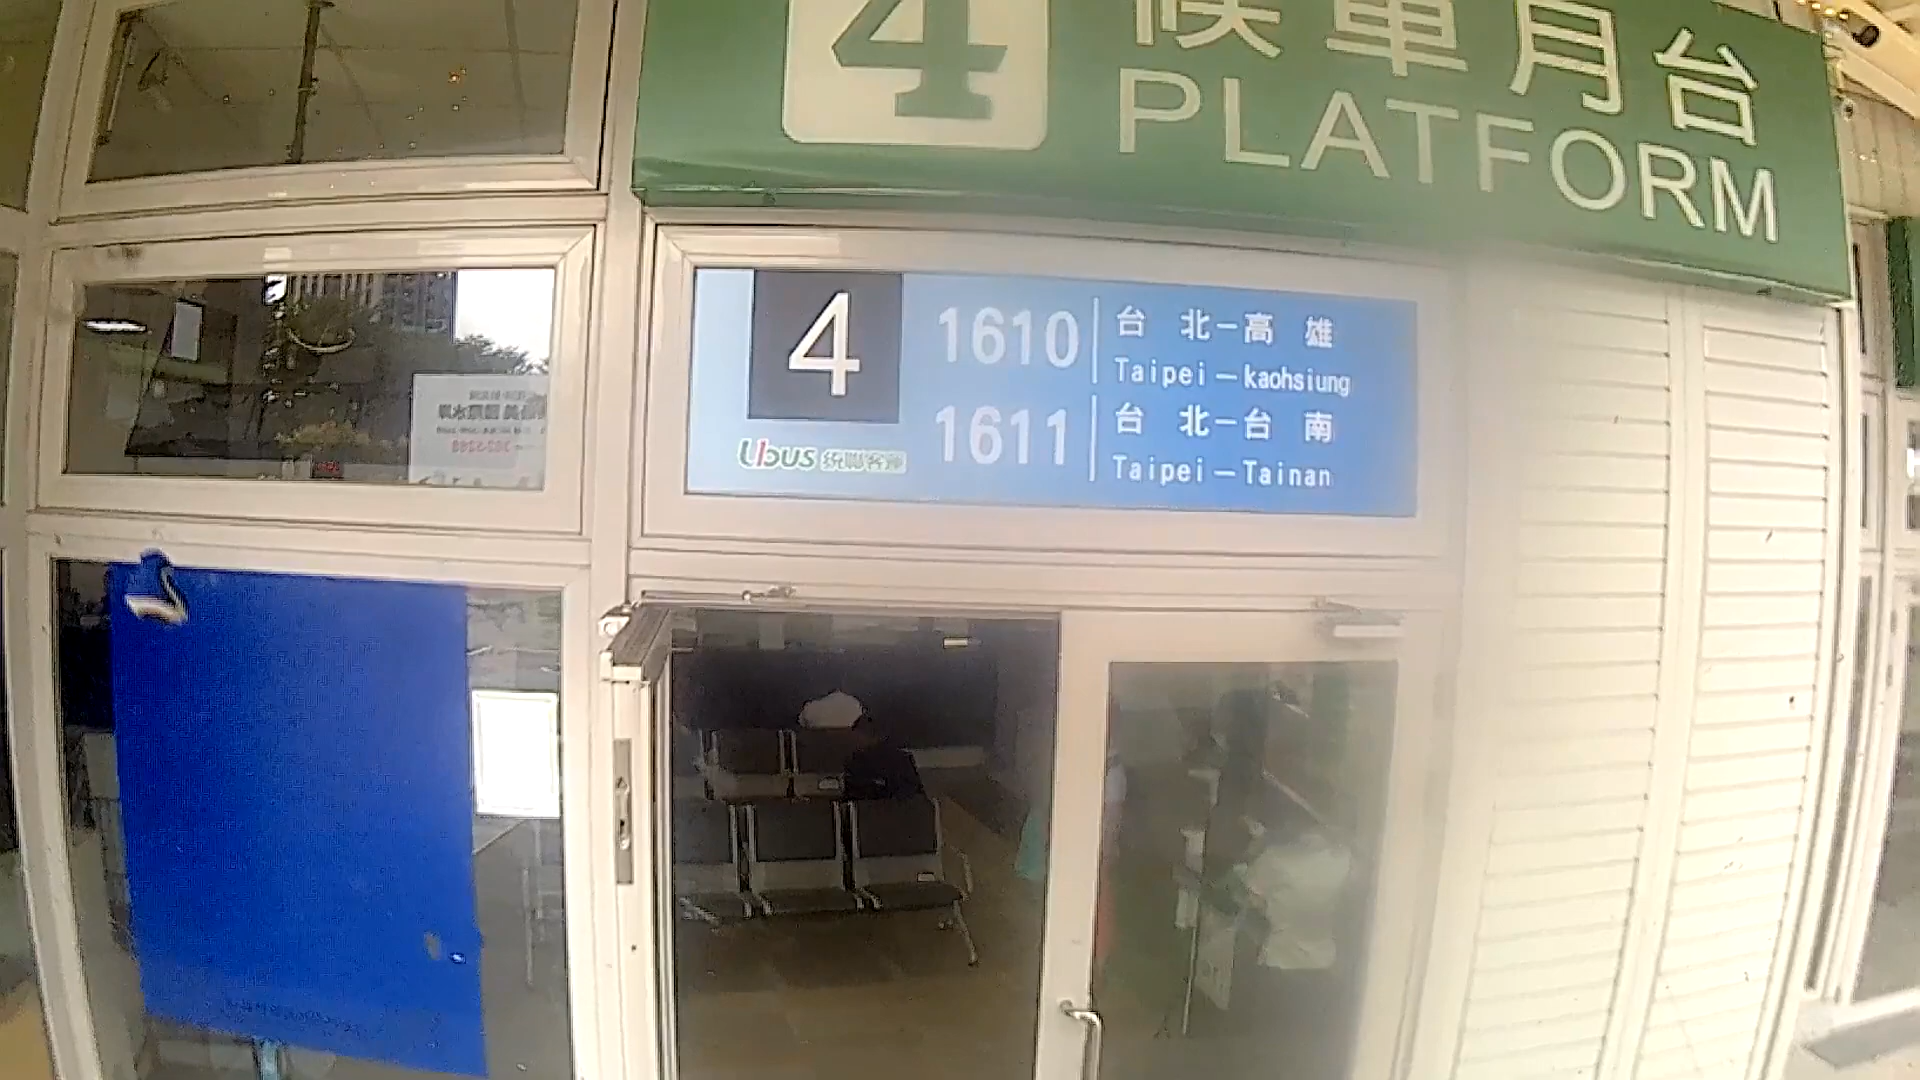 4
候車月台
PLATFORM
4
1610
台 北－高 雄
Taipei－kaohsiung
1611
台 北－台 南
Taipei－Tainan
Ubus 統聯客運